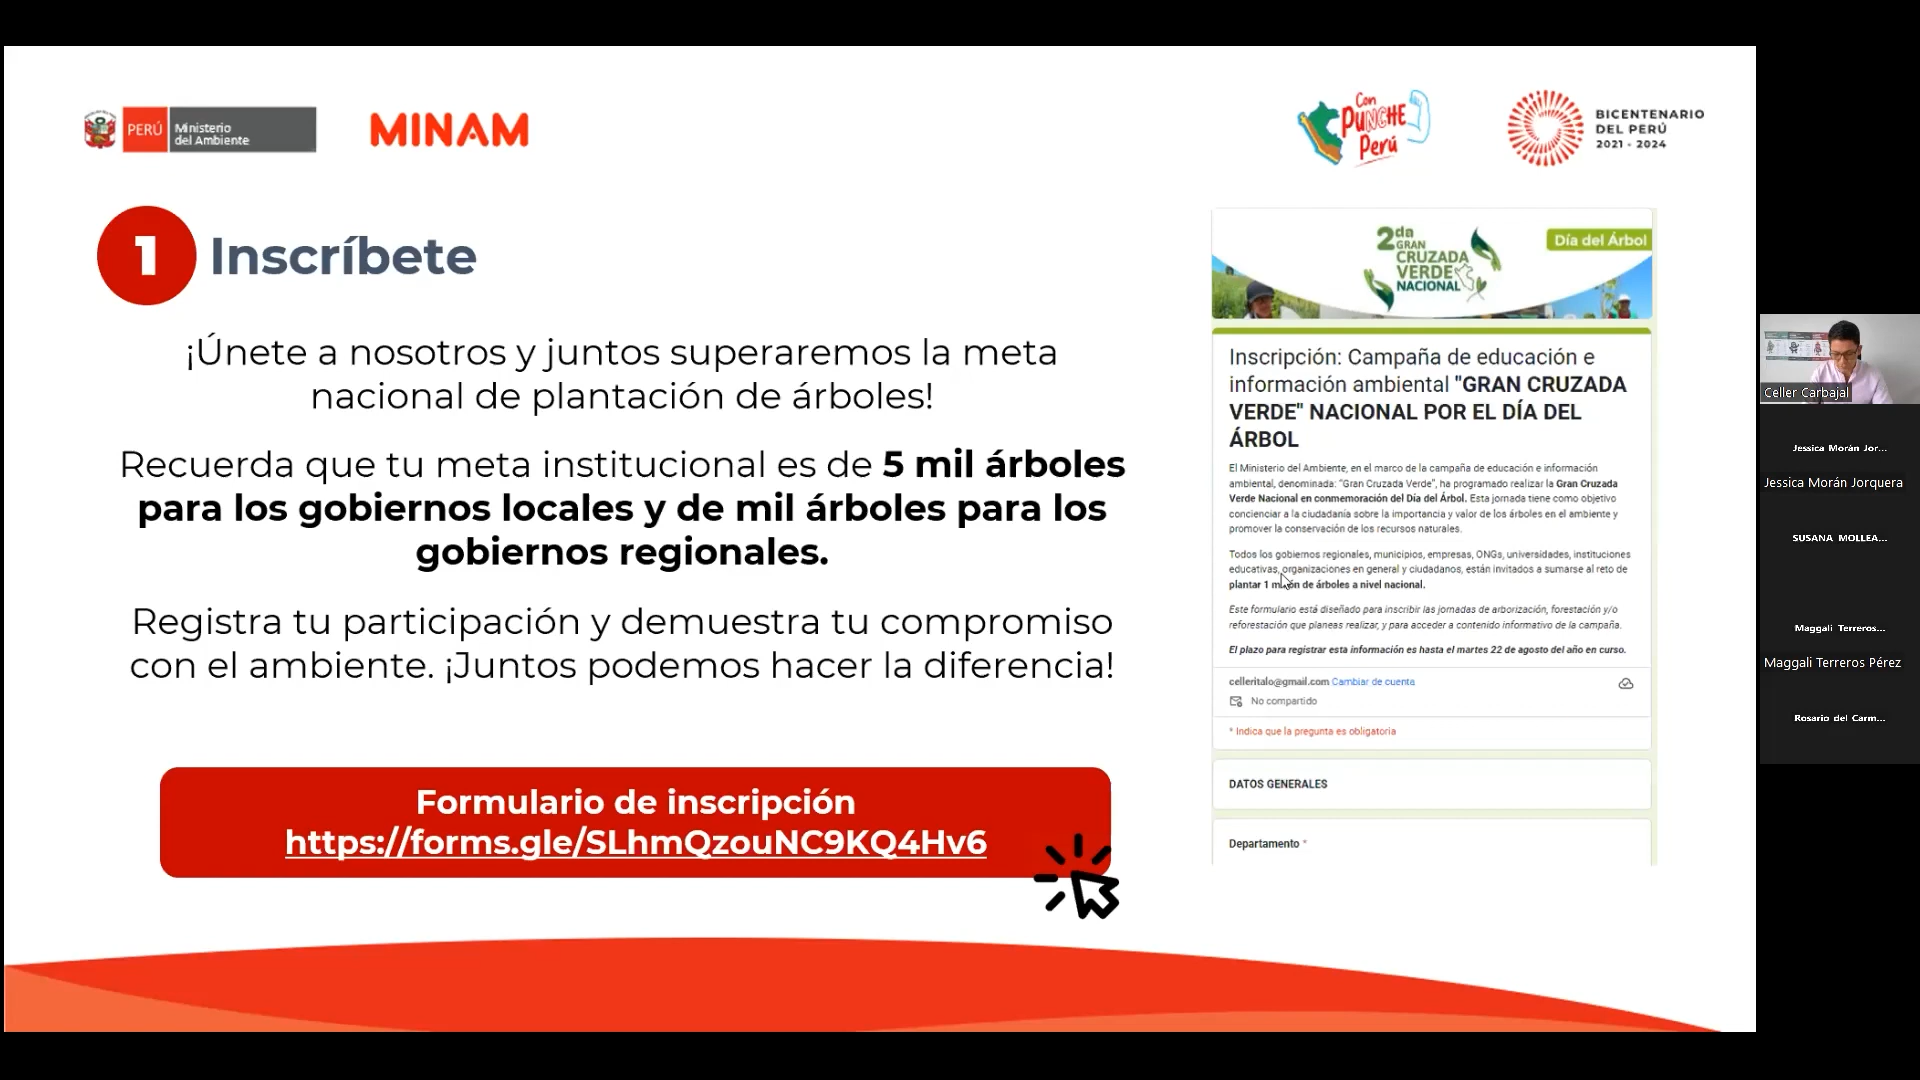 PERÚ
Ministerio
del Ambiente
MINAM
Con
PUNCHE
Perú
BICENTENARIO
DEL PERÚ
2021 - 2024
1
Inscríbete
¡Únete a nosotros y juntos superaremos la meta
nacional de plantación de árboles!
Recuerda que tu meta institucional es de 5 mil árboles
para los gobiernos locales y de mil árboles para los
gobiernos regionales.
Registra tu participación y demuestra tu compromiso
con el ambiente. ¡Juntos podemos hacer la diferencia!
Formulario de inscripción
https://forms.gle/SLhmQzouNC9KQ4Hv6
2da
GRAN
CRUZADA
VERDE
NACIONAL
Día del Árbol
Inscripción: Campaña de educación e
información ambiental "GRAN CRUZADA
VERDE" NACIONAL POR EL DÍA DEL
ÁRBOL
El Ministerio del Ambiente, en el marco de la campaña de educación e información
ambiental, denominada: "Gran Cruzada Verde", ha programado realizar la Gran Cruzada
Verde Nacional en conmemoración del Día del Árbol. Esta jornada tiene como objetivo
concienciar a la ciudadanía sobre la importancia y valor de los árboles en el ambiente y
promover la conservación de los recursos naturales.
Todos los gobiernos regionales, municipios, empresas, ONGs, universidades, instituciones
educativas, organizaciones en general y ciudadanos, están invitados a sumarse al reto de
plantar 1 millón de árboles a nivel nacional.
Este formulario está diseñado para inscribir las jornadas de arborización, forestación y/o
reforestación que planeas realizar, y para acceder a contenido informativo de la campaña.
El plazo para registrar esta información es hasta el martes 22 de agosto del año en curso.
celleritalo@gmail.com Cambiar de cuenta
No compartido
* Indica que la pregunta es obligatoria
DATOS GENERALES
Departamento *
Celler Carbajal
Jessica Morán Jor...
Jessica Morán Jorquera
SUSANA MOLLEA...
Maggali Terreros...
Maggali Terreros Pérez
Rosario del Carm...